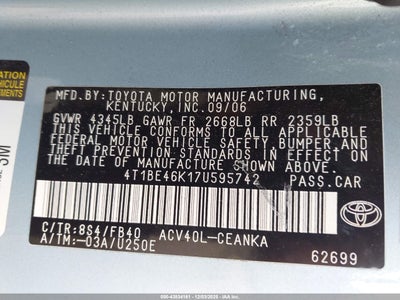 MFD.BY:TOYOTA MOTOR MANUFACTURING,
KENTUCKY,INC.09/06
GVWR 4345LB GAWR FR 2668LB RR 2359LB
THIS VEHICLE CONFORMS TO ALL APPLICABLE
FEDERAL MOTOR VEHICLE SAFETY, BUMPER, AND
THEFT PREVENTION STANDARDS IN EFFECT ON
THE DATE OF MANUFACTURE SHOWN ABOVE.
4T1BE46K17U595742 PASS.CAR
C/TR:8S4/FB40 ACV40L-CEANKA
A/TM:-03A/U250E
TOYOTA
62699